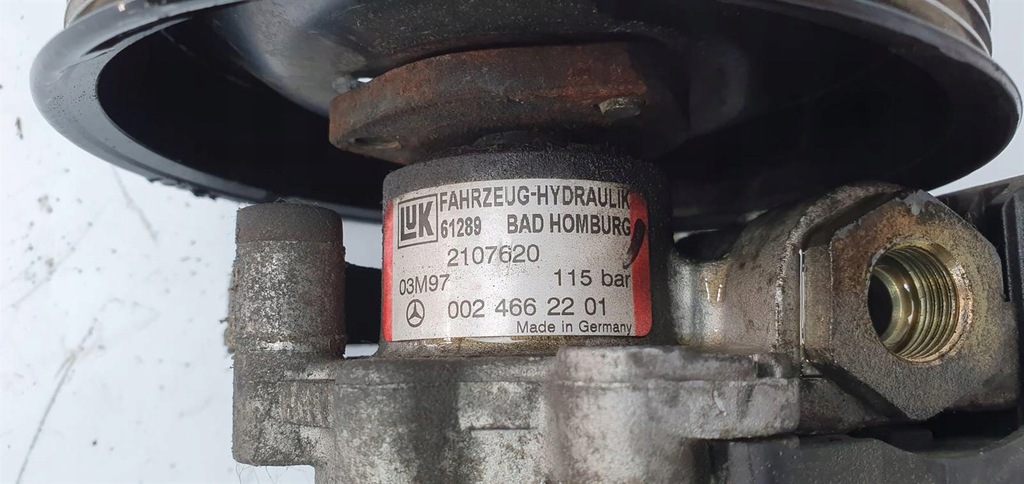 LuK FAHRZEUG-HYDRAULIK
61289 BAD HOMBURG
2107620
03M97 115 bar
002 466 22 01
Made in Germany